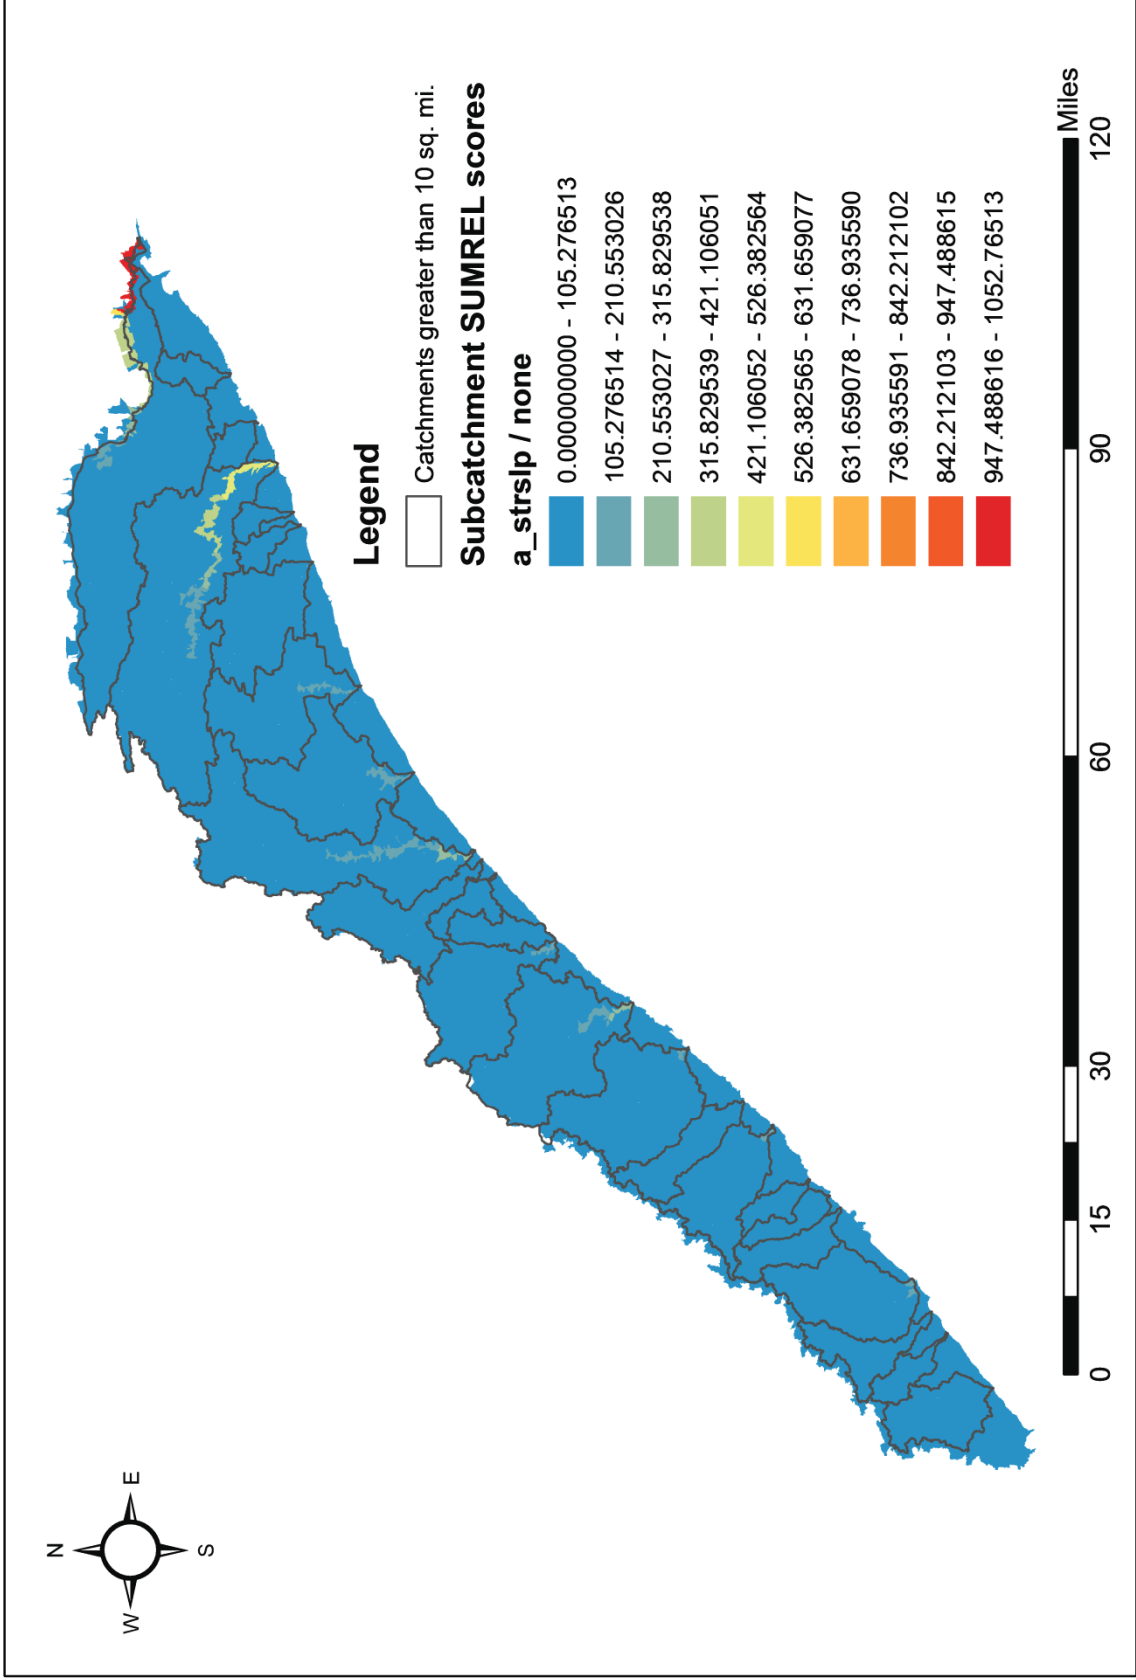 N
W
E
S
Legend
Catchments greater than 10 sq. mi.
Subcatchment SUMREL scores
a_strslp / none
0.00000000 - 105.276513
105.276514 - 210.553026
210.553027 - 315.829538
315.829539 - 421.106051
421.106052 - 526.382564
526.382565 - 631.659077
631.659078 - 736.935590
736.935591 - 842.212102
842.212103 - 947.488615
947.488616 - 1052.76513
0 15 30 60 90 120
Miles